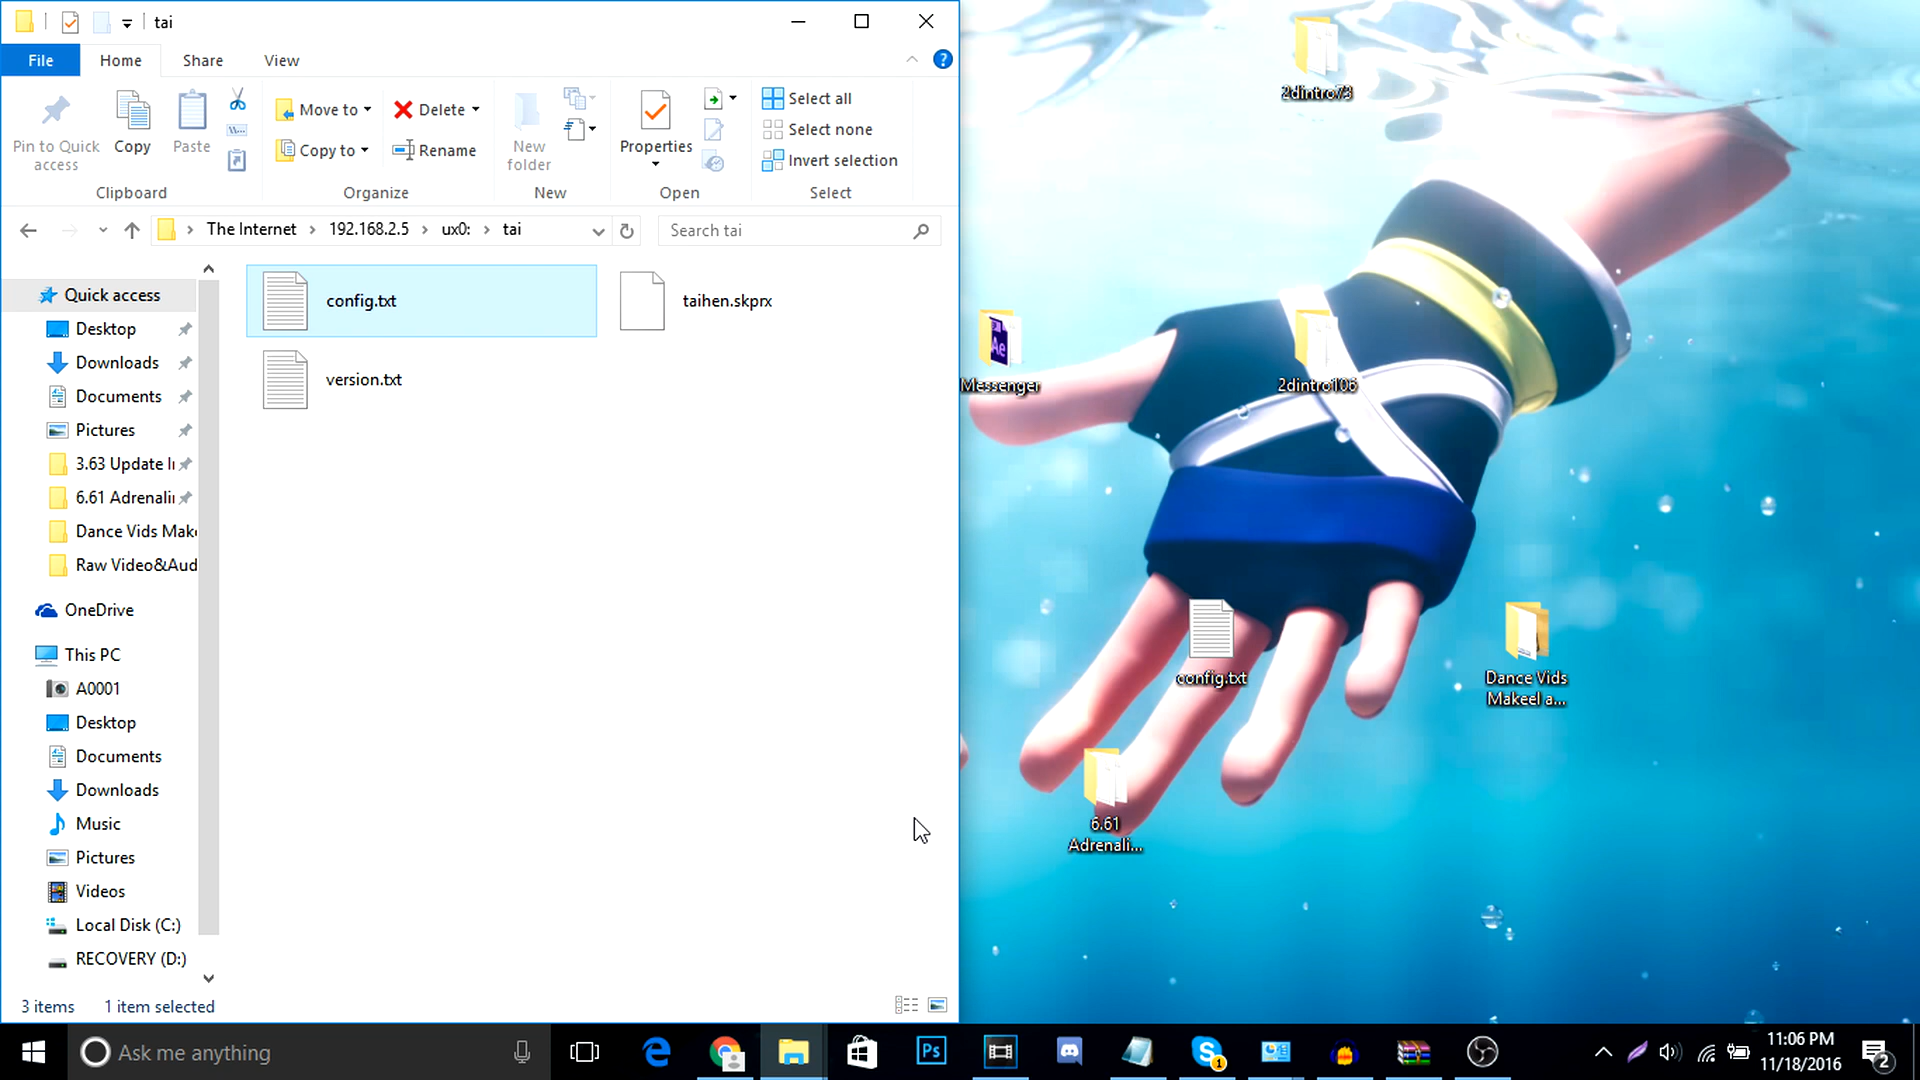 tai
File
Home
Share
View
Pin to Quick
access
Copy
Paste
Clipboard
Move to
Copy to
Delete
Rename
Organize
New
folder
New
Properties
Open
Select all
Select none
Invert selection
Select
The Internet
192.168.2.5
ux0:
tai
Search tai
Quick access
Desktop
Downloads
Documents
Pictures
3.63 Update I
6.61 Adrenali
Dance Vids Make
Raw Video&Aud
OneDrive
This PC
A0001
Desktop
Documents
Downloads
Music
Pictures
Videos
Local Disk (C:)
RECOVERY (D:)
config.txt
taihen.skprx
version.txt
3 items
1 item selected
2dintro73
Ae
Messenger
2dintro106
config.txt
Dance Vids
Makeel a...
6.61
Adrenali...
Ask me anything
Ps
1
11:06 PM
11/18/2016
2